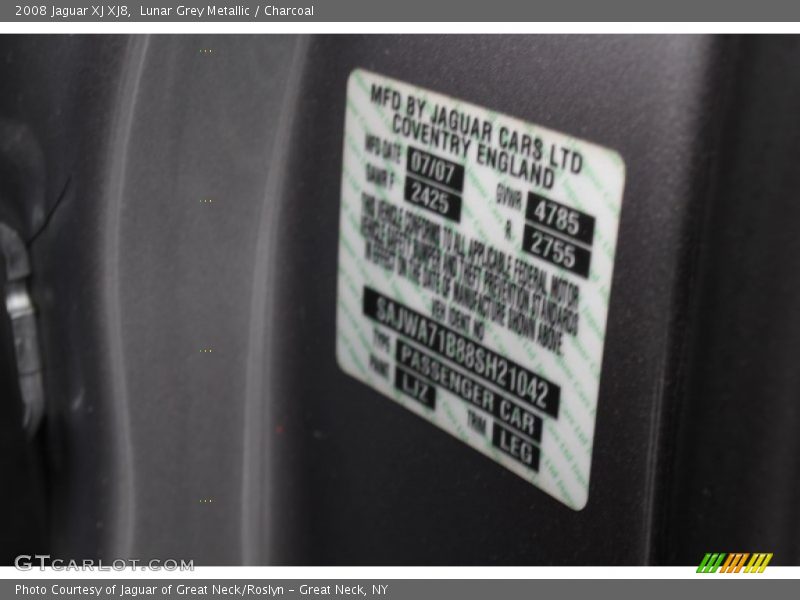 2008 Jaguar XJ XJ8,  Lunar Grey Metallic / Charcoal
MFD BY JAGUAR CARS LTD
COVENTRY ENGLAND
MFD DATE 07/07 GVWR 4785
GAWR F 2425 R 2755
THIS VEHICLE CONFORMS TO ALL APPLICABLE FEDERAL MOTOR
VEHICLE SAFETY, BUMPER AND THEFT PREVENTION STANDARDS
IN EFFECT ON THE DATE OF MANUFACTURE SHOWN ABOVE.
VEH IDENT NO
SAJWA71B88SH21042
TYPE PASSENGER CAR
PAINT LJZ TRIM LEG
GTCARLOT.COM
Photo Courtesy of Jaguar of Great Neck/Roslyn – Great Neck, NY